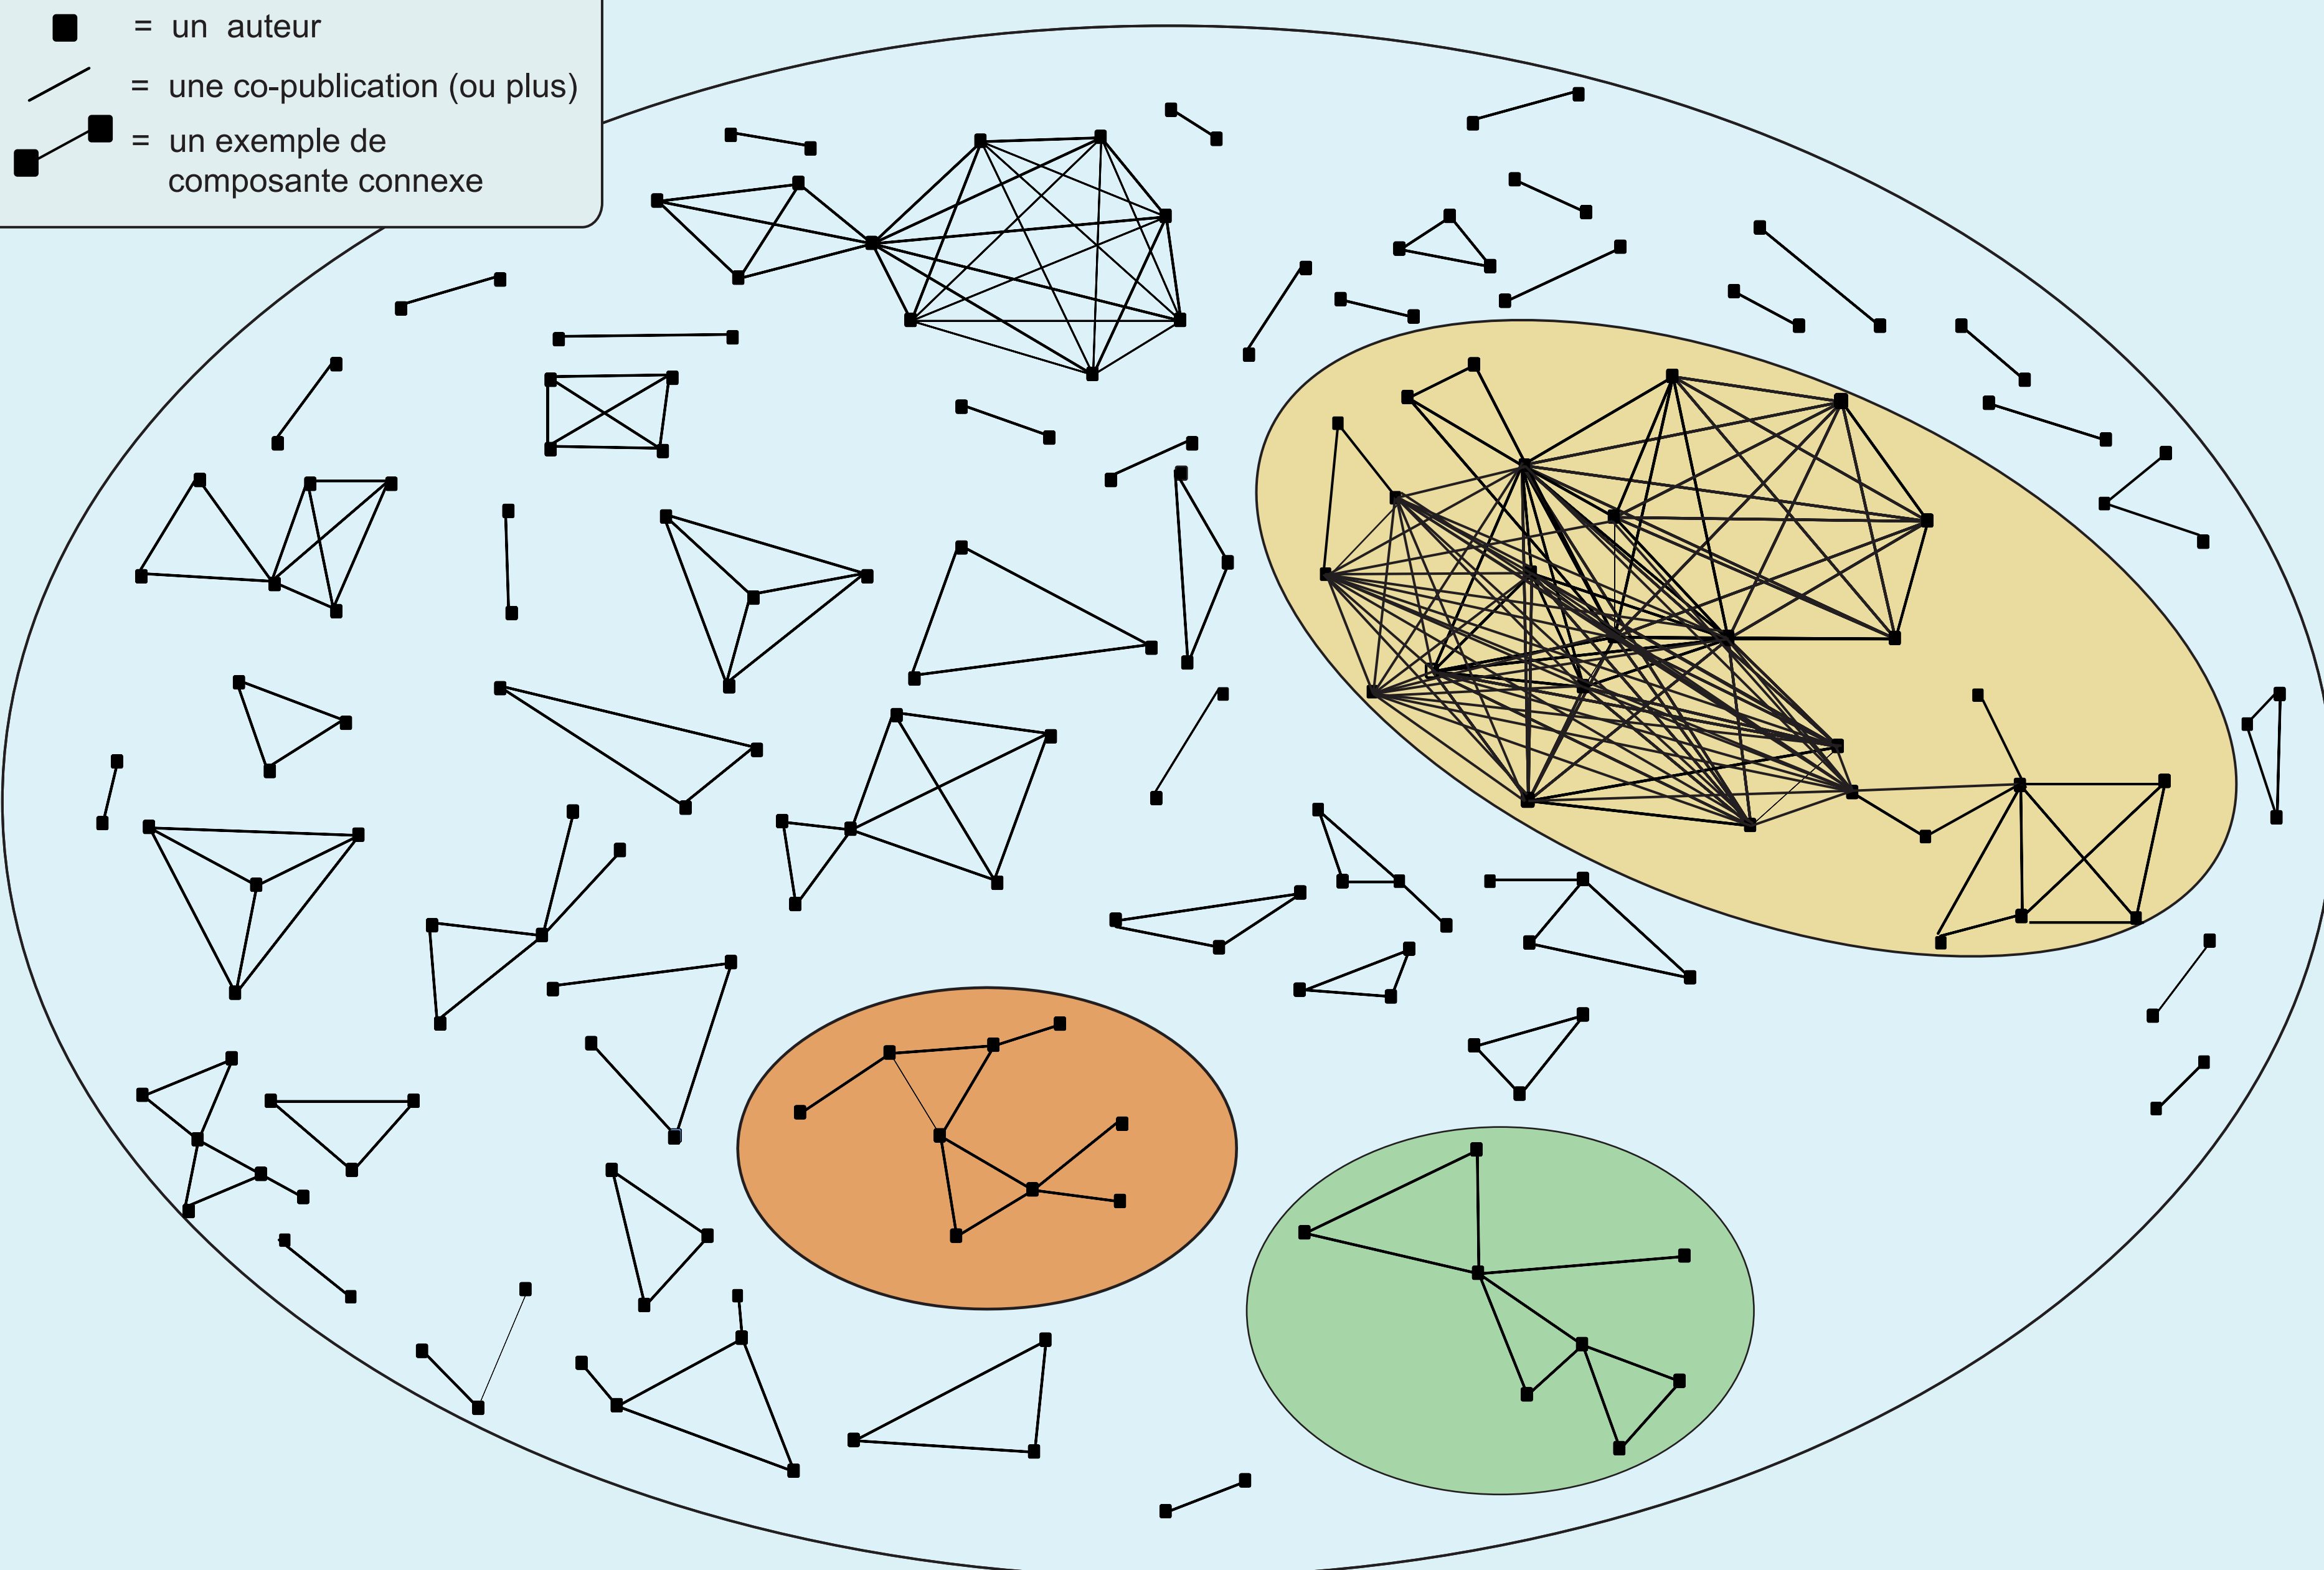 = un auteur
= une co-publication (ou plus)
= un exemple de
composante connexe